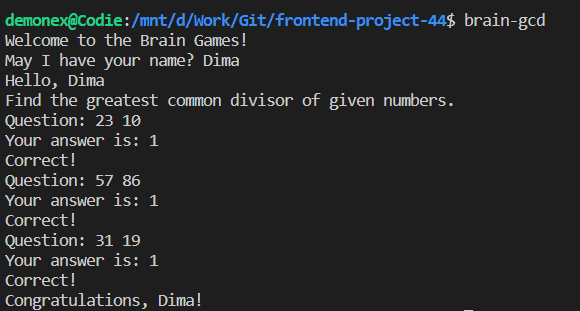 demonex@Codie:/mnt/d/Work/Git/frontend-project-44$ brain-gcd
Welcome to the Brain Games!
May I have your name? Dima
Hello, Dima
Find the greatest common divisor of given numbers.
Question: 23 10
Your answer is: 1
Correct!
Question: 57 86
Your answer is: 1
Correct!
Question: 31 19
Your answer is: 1
Correct!
Congratulations, Dima!